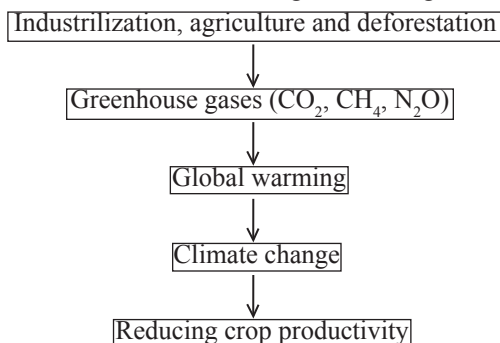 Industrilization, agriculture and deforestation
Greenhouse gases (CO₂, CH₄, N₂O)
Global warming
Climate change
Reducing crop productivity